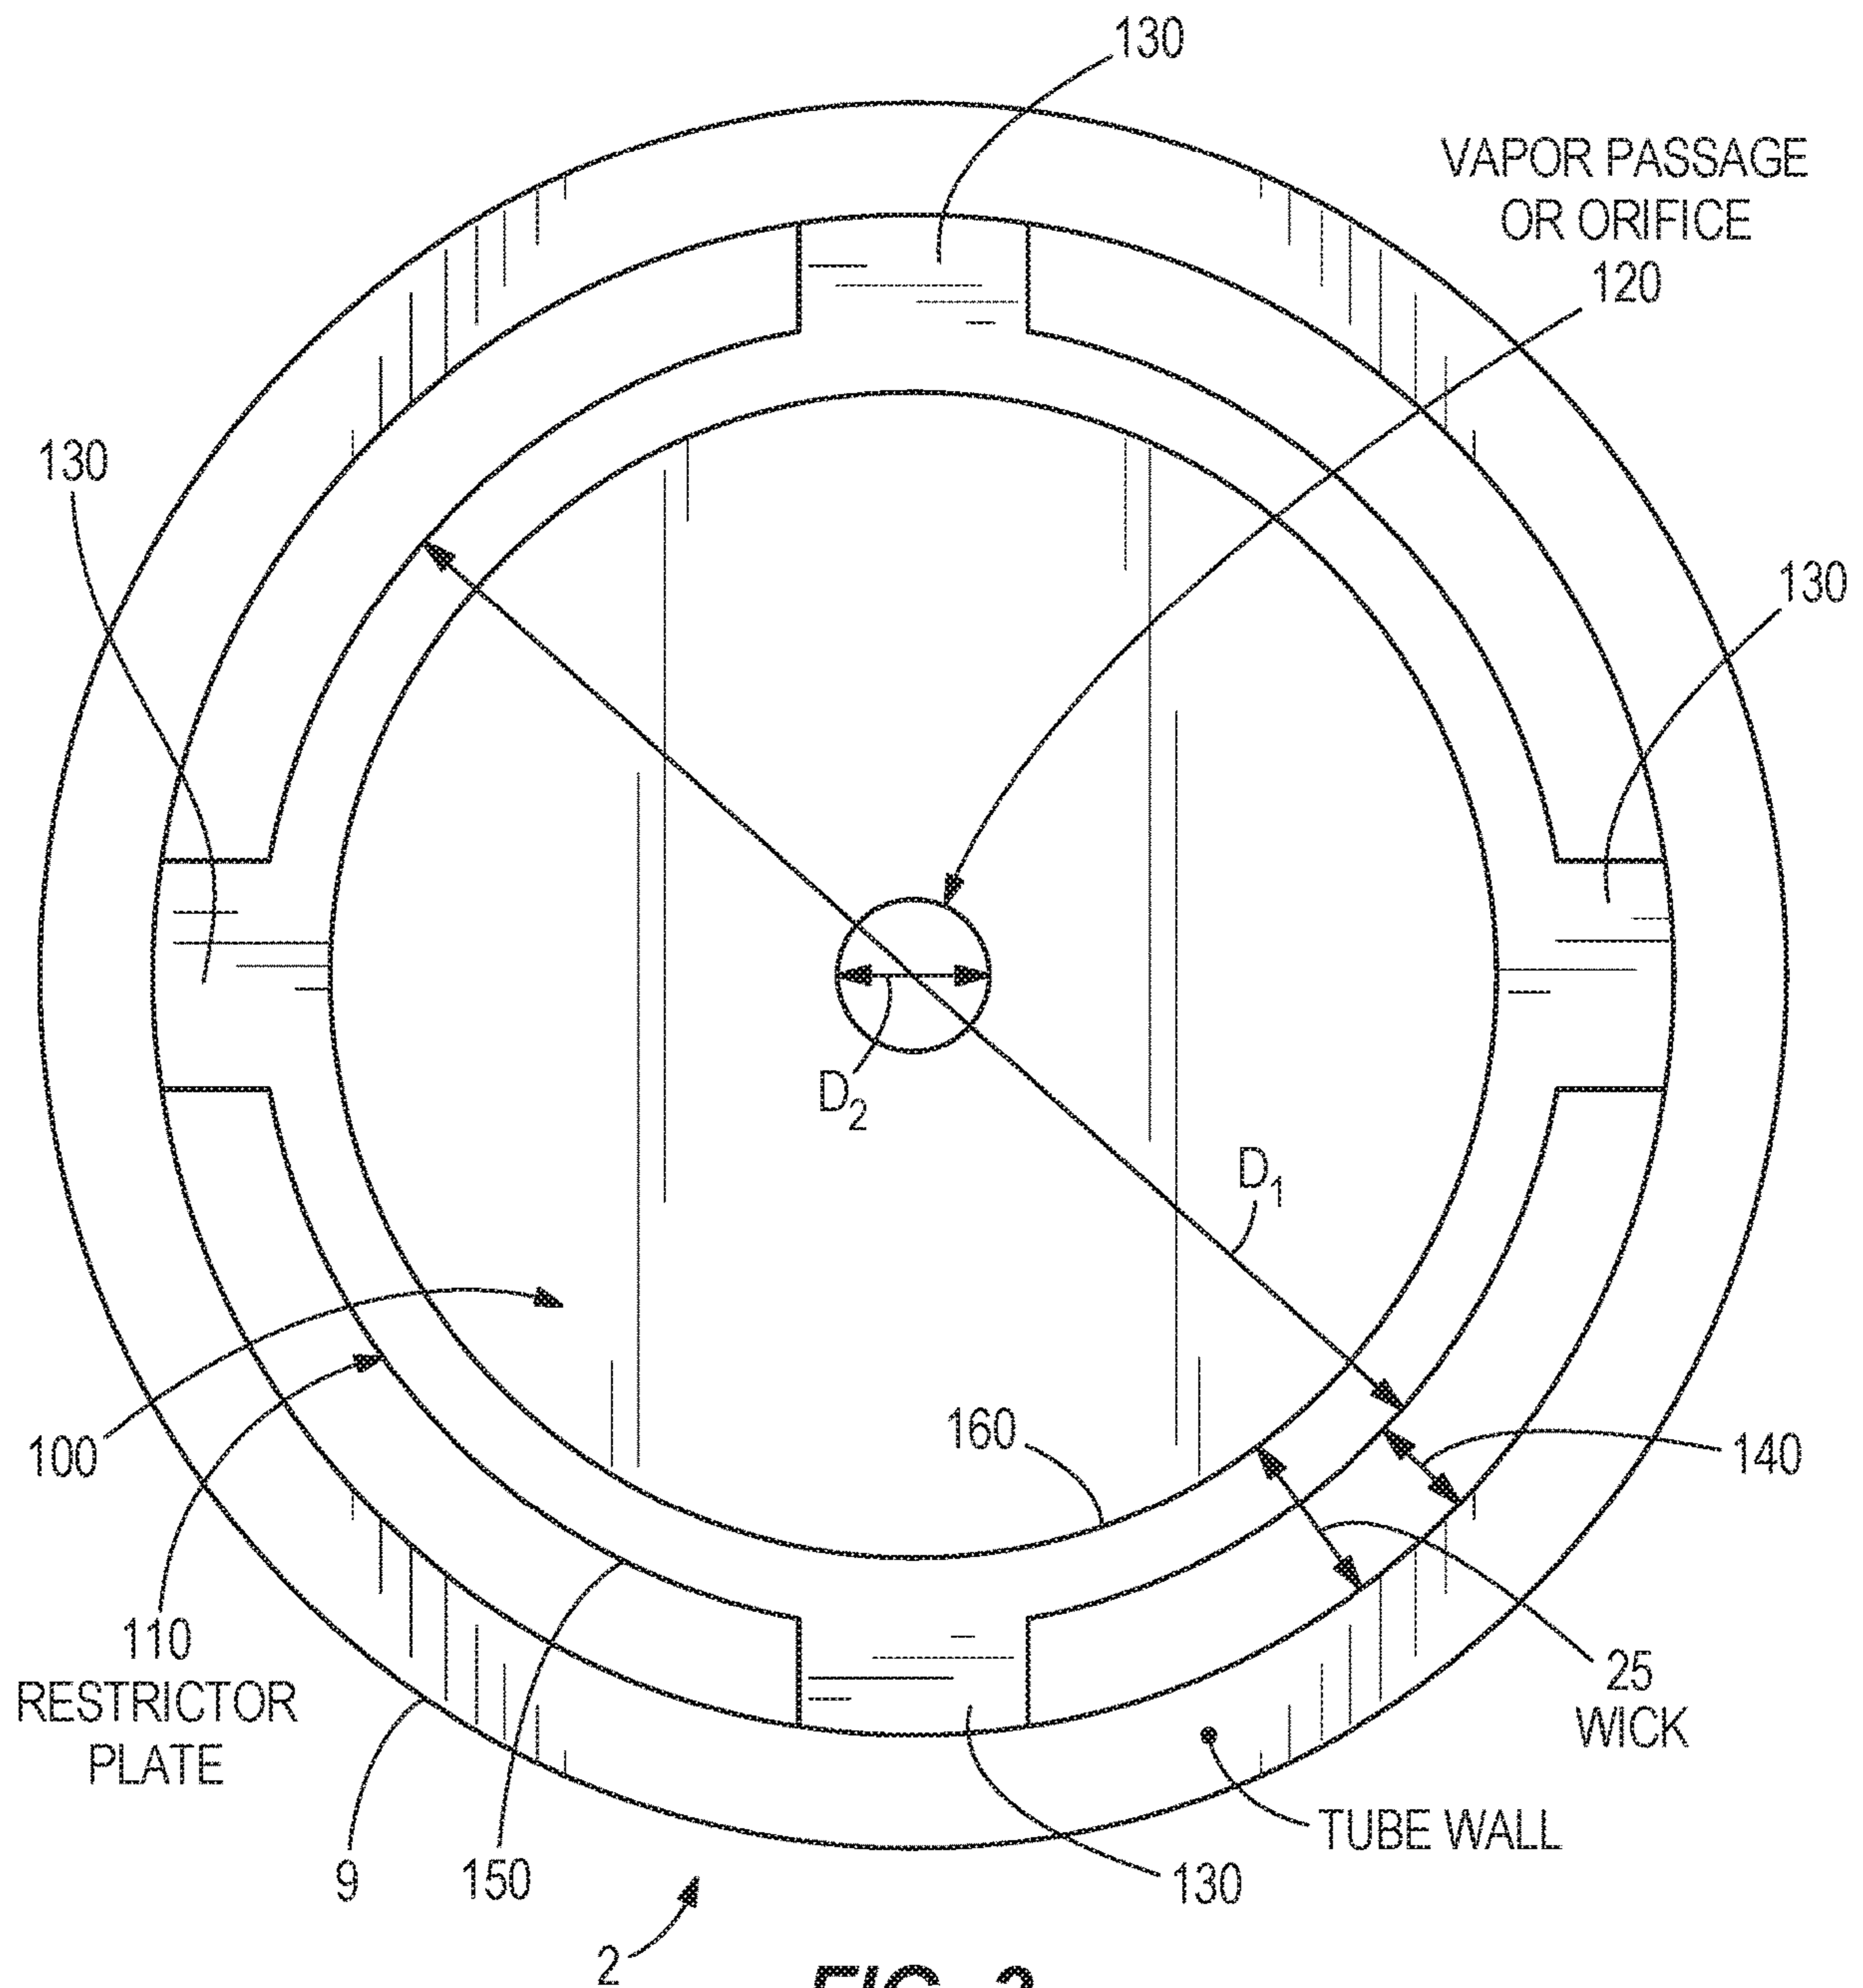 130
VAPOR PASSAGE
OR ORIFICE
120
130
130
D2
D1
100
160
140
110
RESTRICTOR
PLATE
25
WICK
TUBE WALL
9
150
130
2